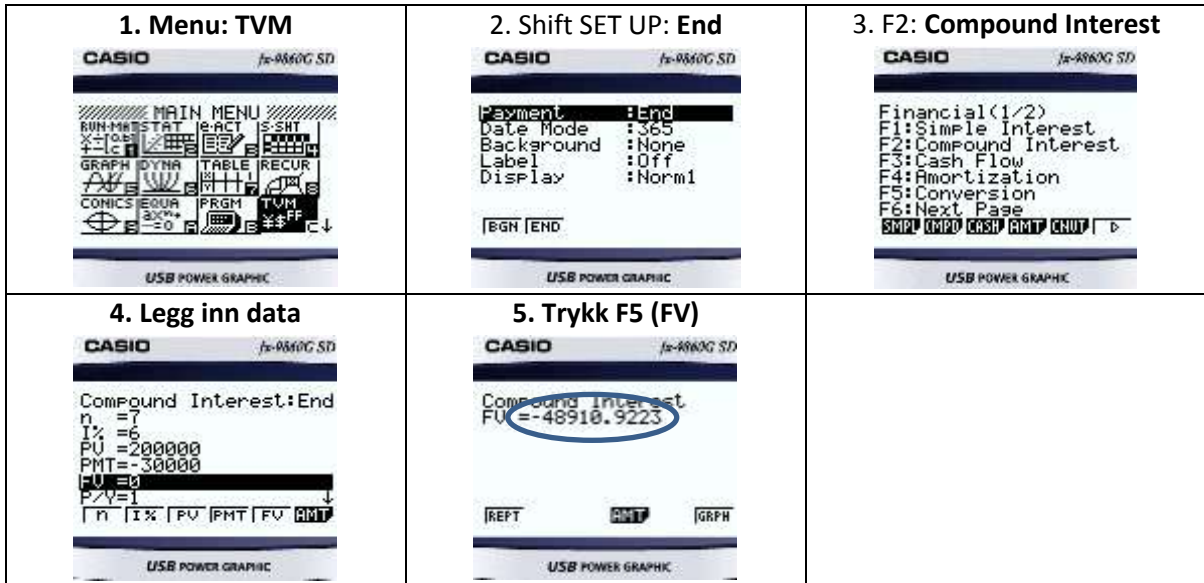 1. Menu: TVM
CASIO fx-9860G SD
MAIN MENU
RUN-MAT STAT e-ACT S-SHT
GRAPH DYNA TABLE RECUR
CONICS EQUA PRGM TVM
USB POWER GRAPHIC
2. Shift SET UP: End
CASIO fx-9860G SD
Payment :End
Date Mode :365
Background :None
Label :Off
Display :Norm1
BGN END
USB POWER GRAPHIC
3. F2: Compound Interest
CASIO fx-9860G SD
Financial(1/2)
F1:Simple Interest
F2:Compound Interest
F3:Cash Flow
F4:Amortization
F5:Conversion
F6:Next Page
SMPL CMPD CASH AMT CNVT ▷
USB POWER GRAPHIC
4. Legg inn data
CASIO fx-9860G SD
Compound Interest:End
n =7
I% =6
PV =200000
PMT=-30000
FV =0
P/Y=1 ↓
n I% PV PMT FV AMT
USB POWER GRAPHIC
5. Trykk F5 (FV)
CASIO fx-9860G SD
Compound Interest
FV =-48910.9223
REPT AMT GRPH
USB POWER GRAPHIC